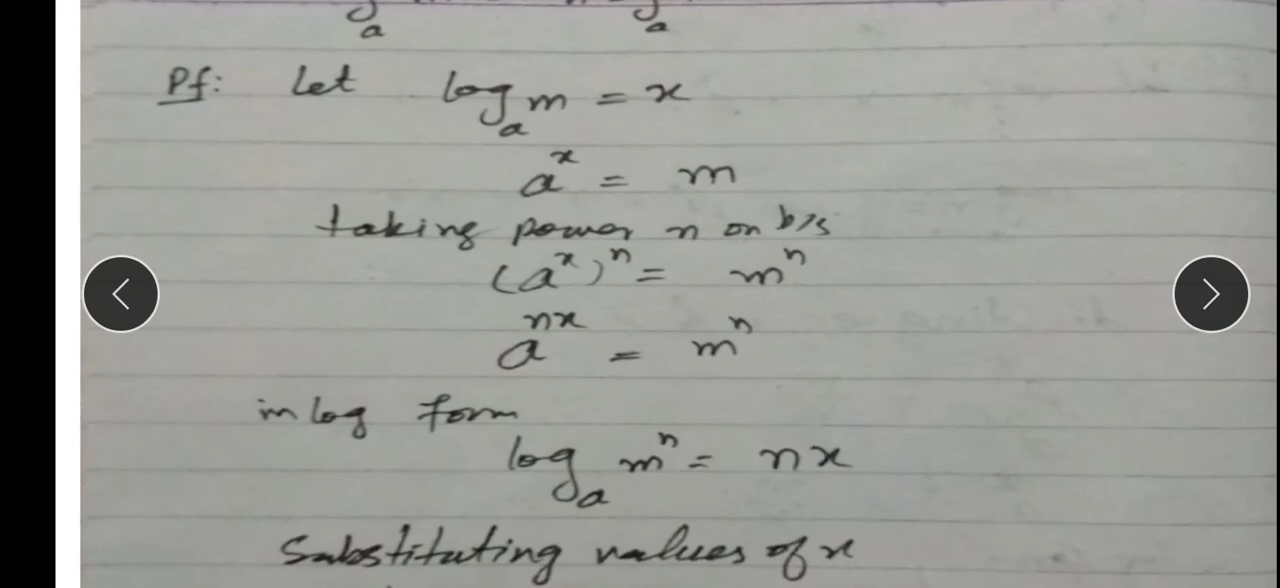 Pf: Let log_a m = x
a^x = m
taking power n on b/s
(a^x)^n = m^n
a^nx = m^n
in log form
log_a m^n = nx
Substituting values of x